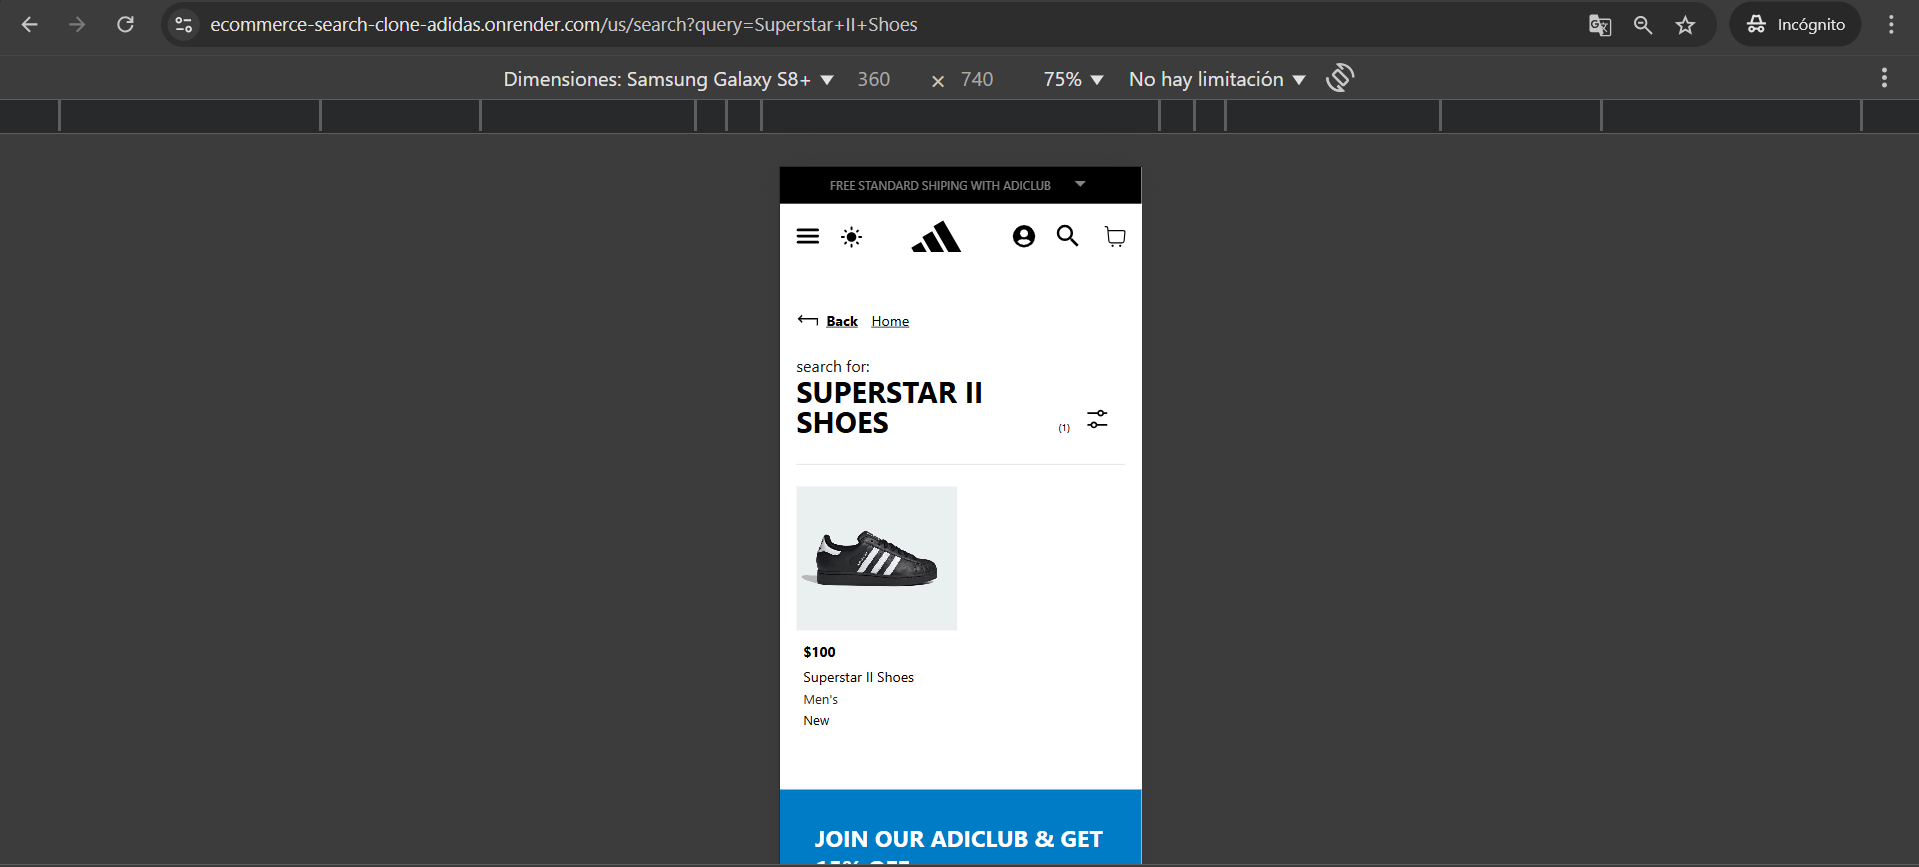 ecommerce-search-clone-adidas.onrender.com/us/search?query=Superstar+II+Shoes
Incógnito
Dimensiones: Samsung Galaxy S8+ 360 × 740 75% No hay limitación
FREE STANDARD SHIPING WITH ADICLUB
Back Home
search for:
SUPERSTAR II
SHOES
(1)
$100
Superstar II Shoes
Men's
New
JOIN OUR ADICLUB & GET
15% OFF